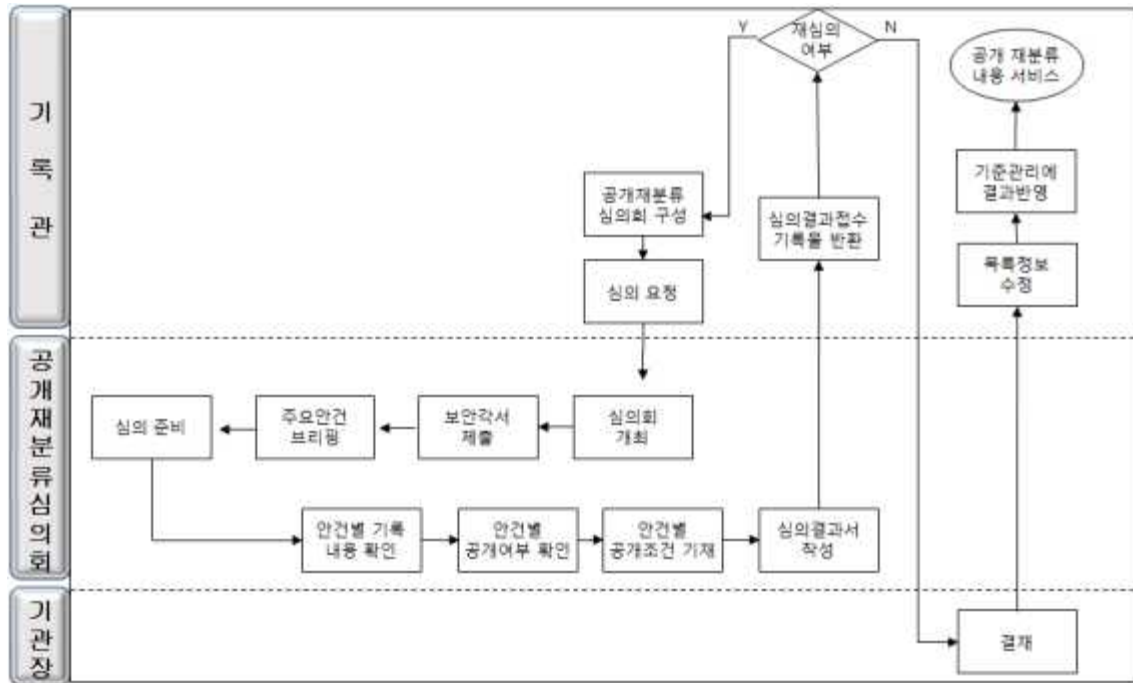 기록관
Y
재심의
여부
N
공개 재분류
내용 서비스
기준관리에
결과반영
공개재분류
심의회 구성
심의결과접수
기록물 반환
목록정보
수정
심의 요청
공개재분류심의회
심의 준비
주요안건
브리핑
보안각서
제출
심의회
개최
안건별 기록
내용 확인
안건별
공개여부 확인
안건별
공개조건 기재
심의결과서
작성
기관장
결재